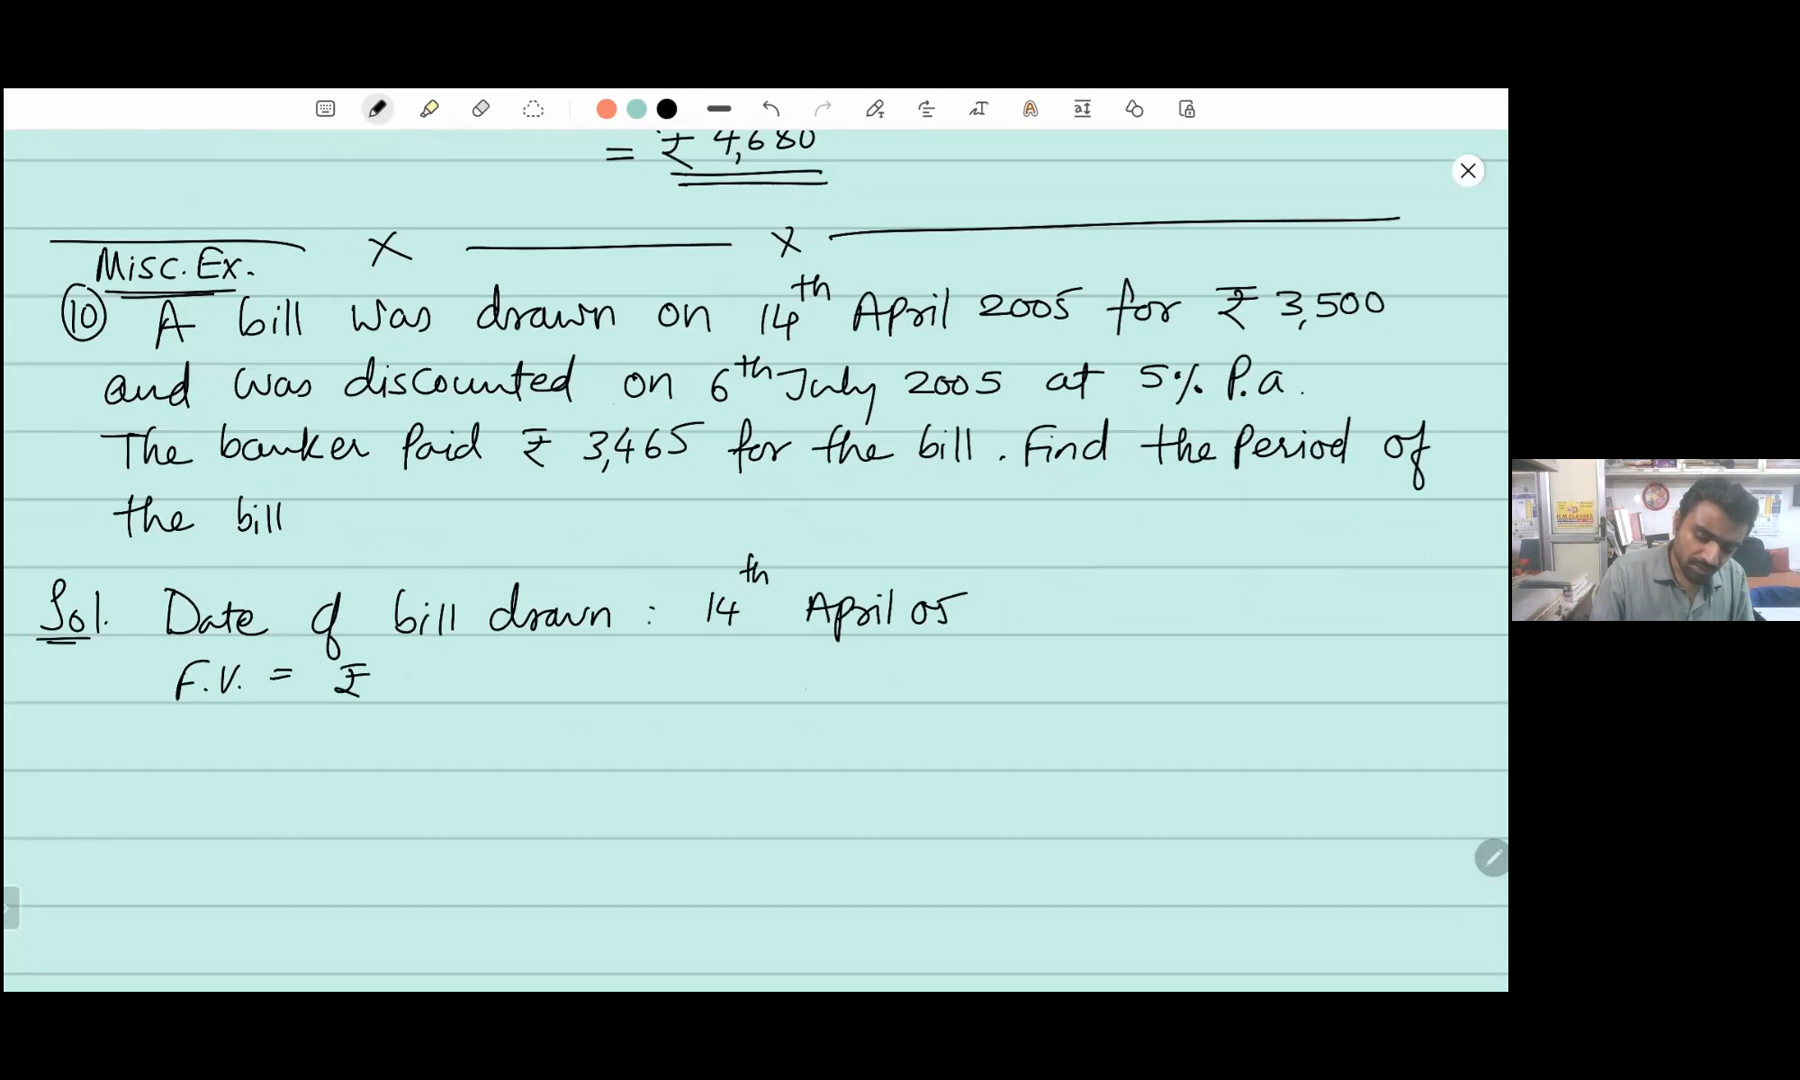 = ₹ 4,680
Misc. Ex.
⑩ A bill was drawn on 14th April 2005 for ₹ 3,500
and was discounted on 6th July 2005 at 5% P.a.
The banker Paid ₹ 3,465 for the bill. Find the Period of
the bill
Sol. Date of bill drawn : 14th April 05
F.V. = ₹